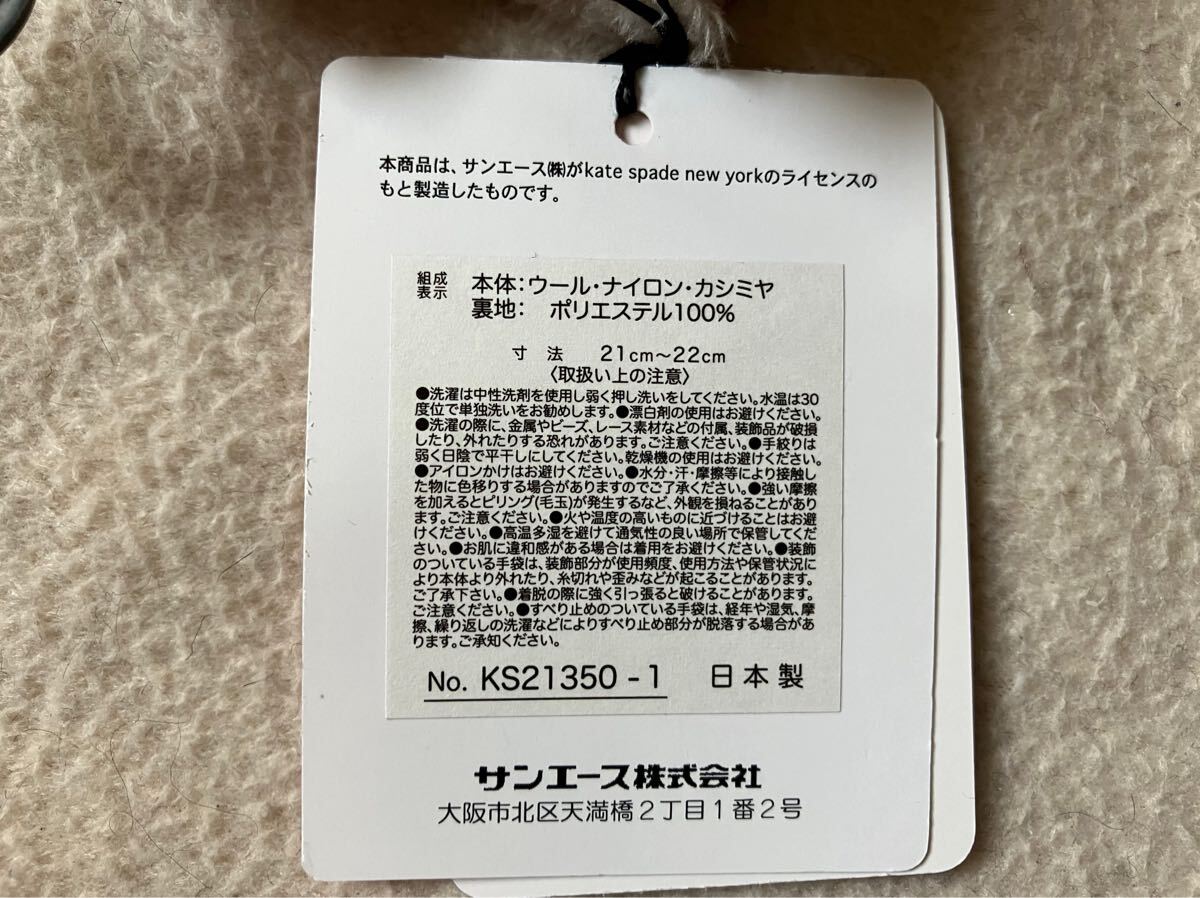 本商品は、サンエース㈱がkate spade new yorkのライセンスの
もと製造したものです。
組成表示 本体:ウール・ナイロン・カシミヤ
裏地: ポリエステル100%
寸 法 21cm〜22cm
〈取扱い上の注意〉
●洗濯は中性洗剤を使用し弱く押し洗いをしてください。水温は30
度位で単独洗いをお勧めします。●漂白剤の使用はお避けください。
●洗濯の際に、金属やビーズ、レース素材などの付属、装飾品が破損
したり、外れたりする恐れがあります。ご注意ください。●手絞りは
弱く日陰で平干しにしてください。乾燥機の使用はお避けください。
●アイロンかけはお避けください。●水分・汗・摩擦等により接触し
た物に色移りする場合がありますのでご了承ください。●強い摩擦
を加えるとピリング(毛玉)が発生するなど、外観を損ねることがあり
ます。ご注意ください。●火や温度の高いものに近づけることはお避
けください。●高温多湿を避けて通気性の良い場所で保管してくだ
さい。●お肌に違和感がある場合は着用をお避けください。●装飾
のついている手袋は、装飾部分が使用頻度、使用方法や保管状況に
より本体より外れたり、糸切れや歪みなどが起こることがあります。
ご了承下さい。●着脱の際に強く引っ張ると破けることがあります。
ご注意ください。●すべり止めのついている手袋は、経年や湿気、摩
擦、繰り返しの洗濯などによりすべり止め部分が脱落する場合があ
ります。ご承知ください。
No. KS21350-1 日本製
サンエース株式会社
大阪市北区天満橋2丁目1番2号